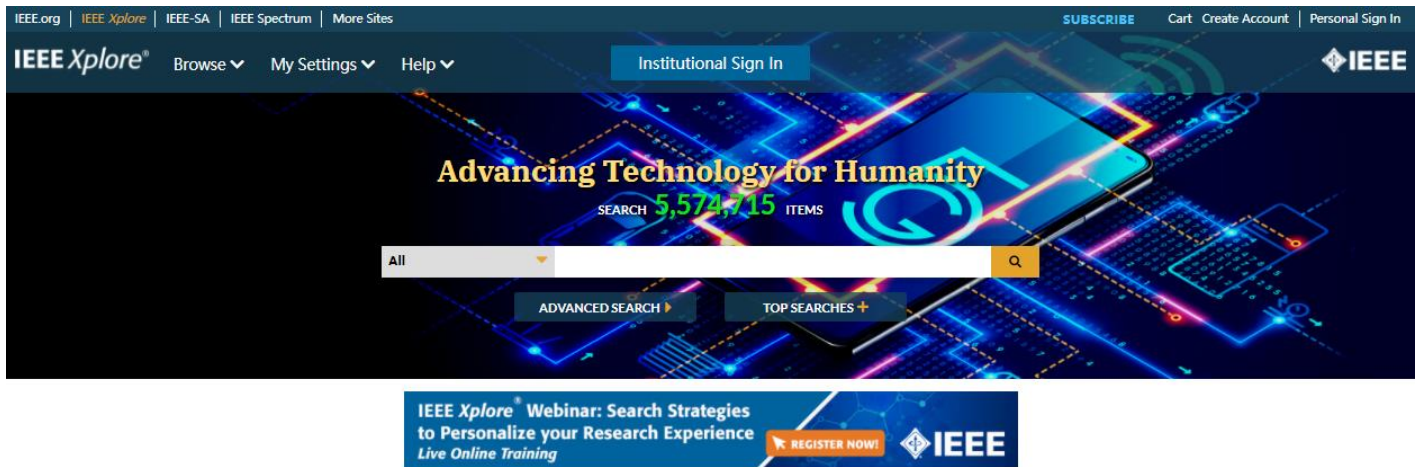 IEEE.org | IEEE Xplore | IEEE-SA | IEEE Spectrum | More Sites SUBSCRIBE Cart Create Account | Personal Sign In
IEEE Xplore® Browse My Settings Help Institutional Sign In IEEE
Advancing Technology for Humanity
SEARCH 5,574,715 ITEMS
5G
All
ADVANCED SEARCH TOP SEARCHES +
IEEE Xplore® Webinar: Search Strategies
to Personalize your Research Experience
Live Online Training
REGISTER NOW!
IEEE